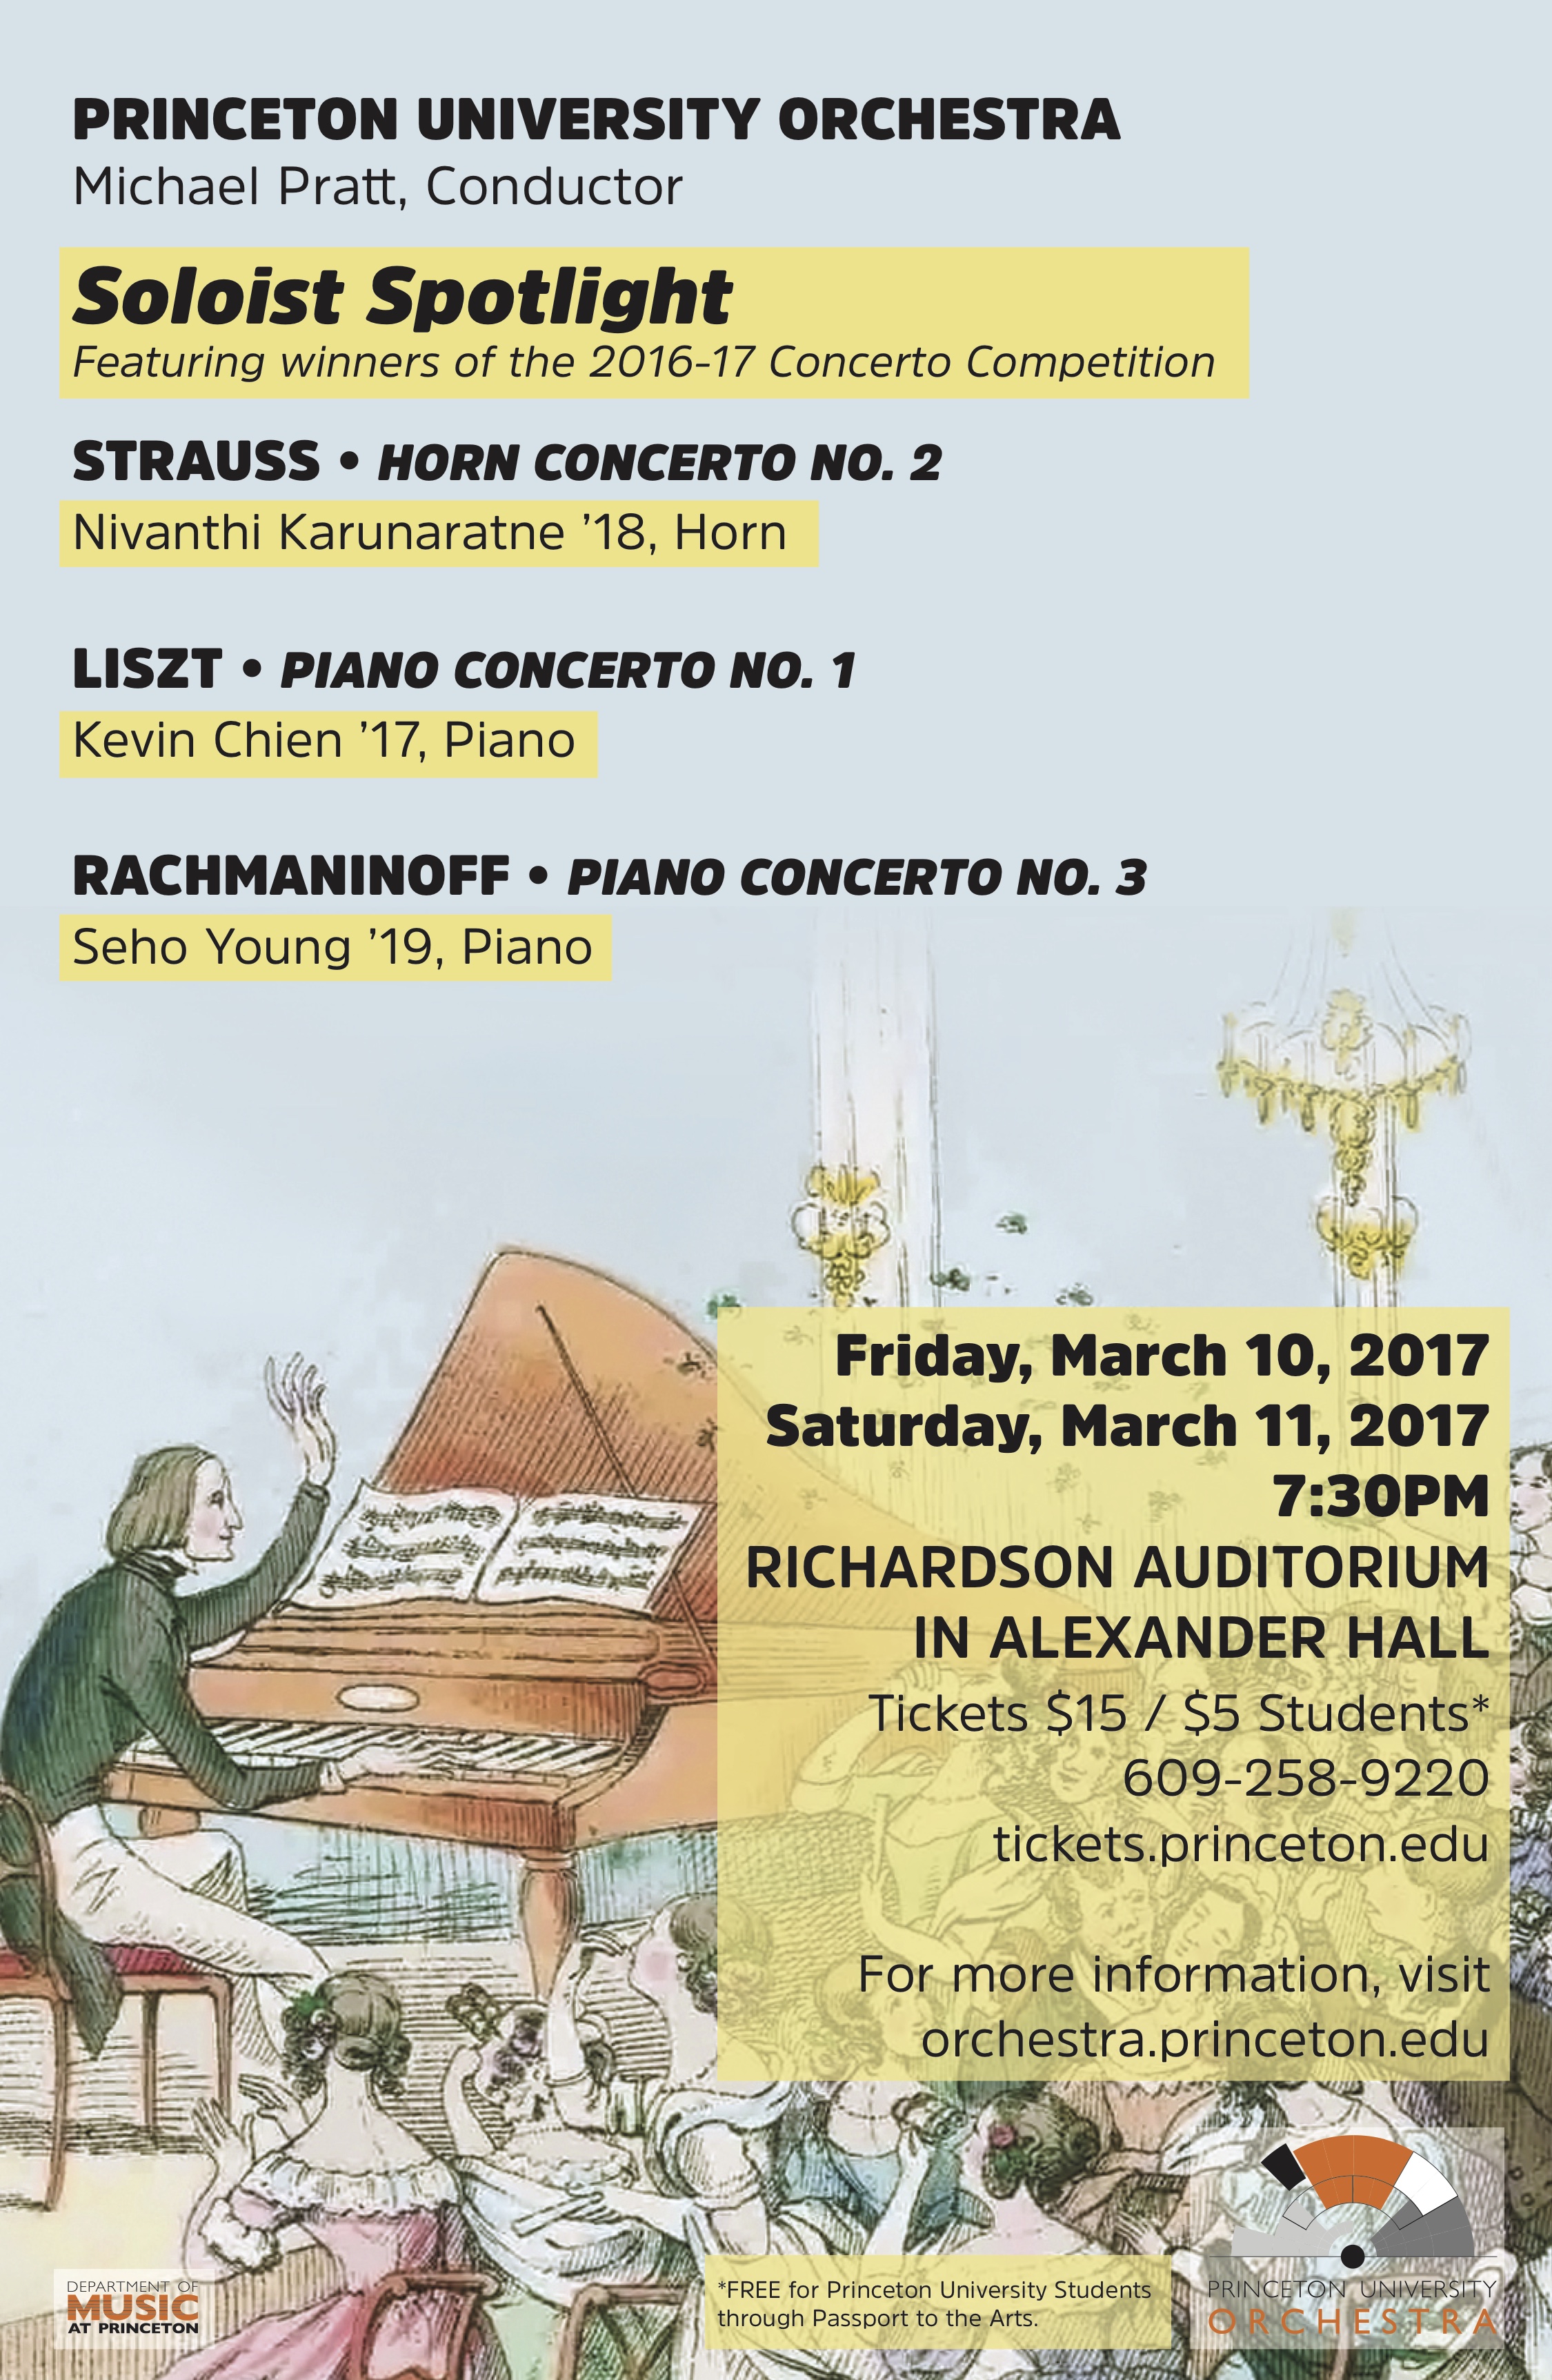 PRINCETON UNIVERSITY ORCHESTRA
Michael Pratt, Conductor
Soloist Spotlight
Featuring winners of the 2016-17 Concerto Competition
STRAUSS • HORN CONCERTO NO. 2
Nivanthi Karunaratne ’18, Horn
LISZT • PIANO CONCERTO NO. 1
Kevin Chien ’17, Piano
RACHMANINOFF • PIANO CONCERTO NO. 3
Seho Young ’19, Piano
Friday, March 10, 2017
Saturday, March 11, 2017
7:30PM
RICHARDSON AUDITORIUM
IN ALEXANDER HALL
Tickets $15 / $5 Students*
609-258-9220
tickets.princeton.edu
For more information, visit
orchestra.princeton.edu
DEPARTMENT OF
MUSIC
AT PRINCETON
*FREE for Princeton University Students
through Passport to the Arts.
PRINCETON UNIVERSITY
ORCHESTRA